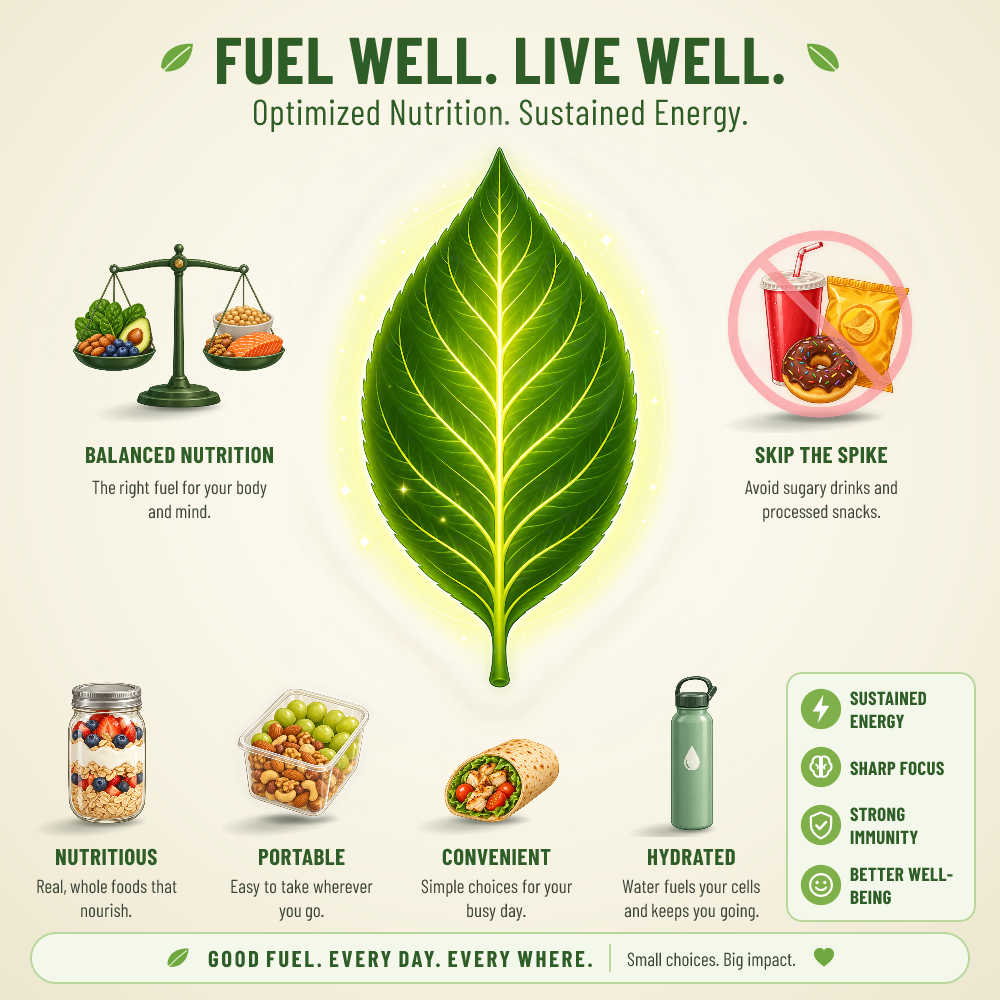 FUEL WELL. LIVE WELL.
Optimized Nutrition. Sustained Energy.
BALANCED NUTRITION
The right fuel for your body
and mind.
SKIP THE SPIKE
Avoid sugary drinks and
processed snacks.
NUTRITIOUS
Real, whole foods that
nourish.
PORTABLE
Easy to take wherever
you go.
CONVENIENT
Simple choices for your
busy day.
HYDRATED
Water fuels your cells
and keeps you going.
SUSTAINED
ENERGY
SHARP FOCUS
STRONG
IMMUNITY
BETTER WELL-
BEING
GOOD FUEL. EVERY DAY. EVERY WHERE.
Small choices. Big impact.